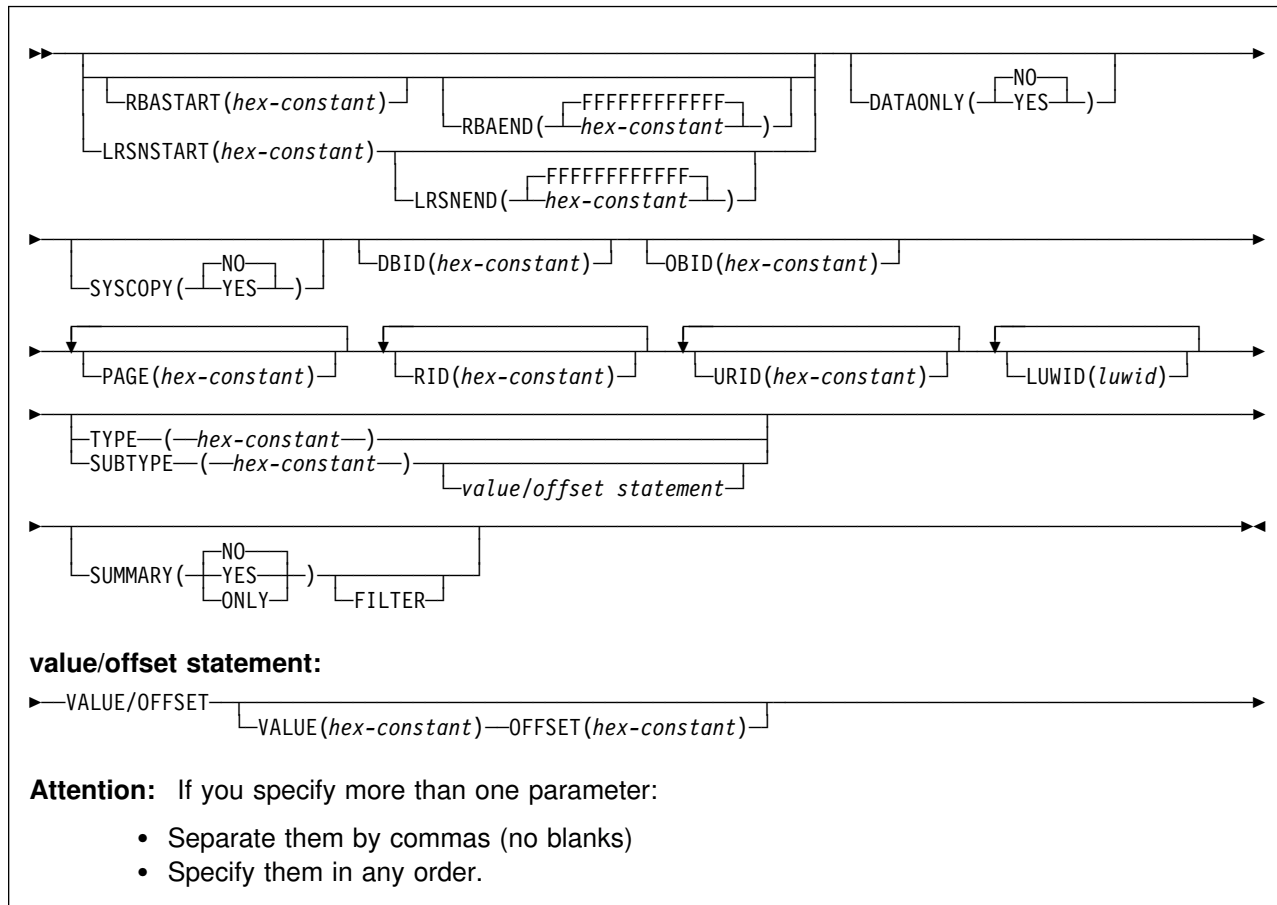 RBASTART(hex-constant)
FFFFFFFFFFFF
RBAEND( hex-constant )
NO
DATAONLY( YES )
LRSNSTART(hex-constant)
FFFFFFFFFFFF
LRSNEND( hex-constant )
NO
SYSCOPY( YES )
DBID(hex-constant) OBID(hex-constant)
PAGE(hex-constant) RID(hex-constant) URID(hex-constant) LUWID(luwid)
TYPE ( hex-constant )
SUBTYPE ( hex-constant )
value/offset statement
NO
SUMMARY( YES )
ONLY FILTER
value/offset statement:
VALUE/OFFSET
VALUE(hex-constant) OFFSET(hex-constant)
Attention: If you specify more than one parameter:
• Separate them by commas (no blanks)
• Specify them in any order.